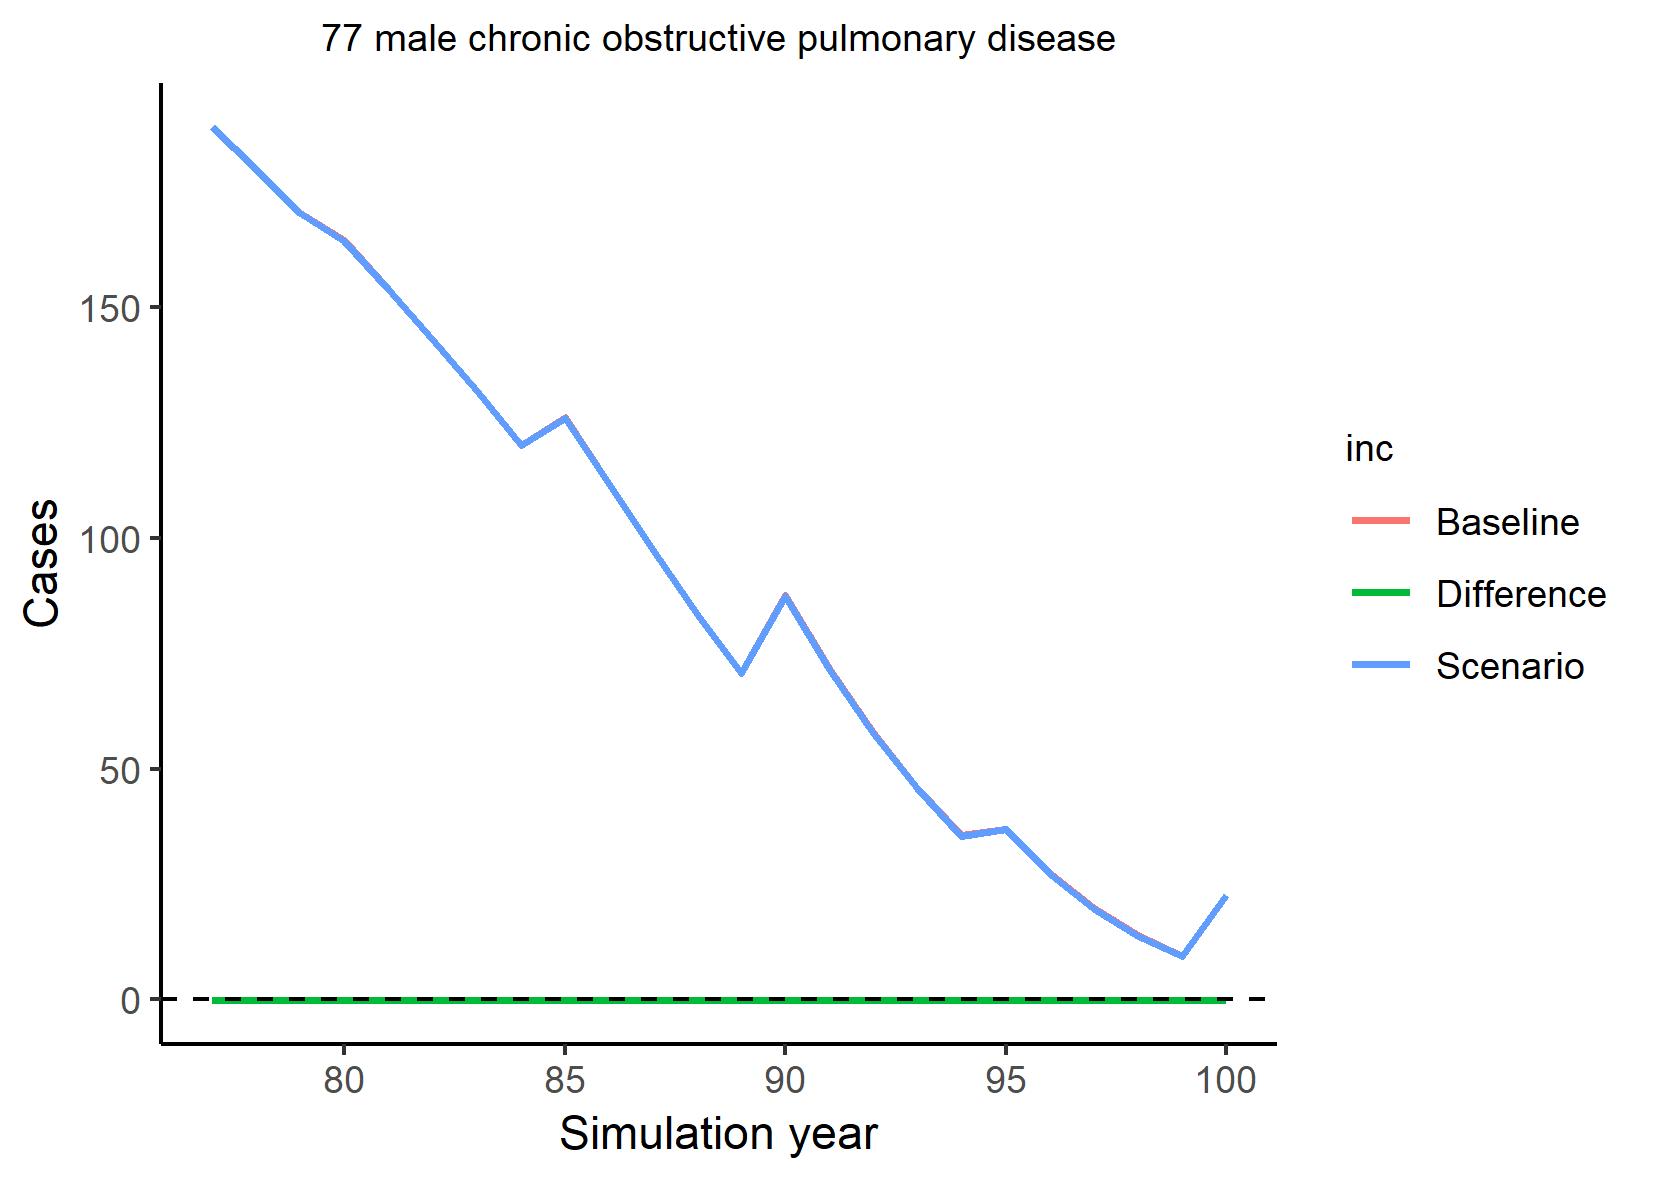 77 male chronic obstructive pulmonary disease
Cases
150
100
50
0
80 85 90 95 100
Simulation year
inc
Baseline
Difference
Scenario